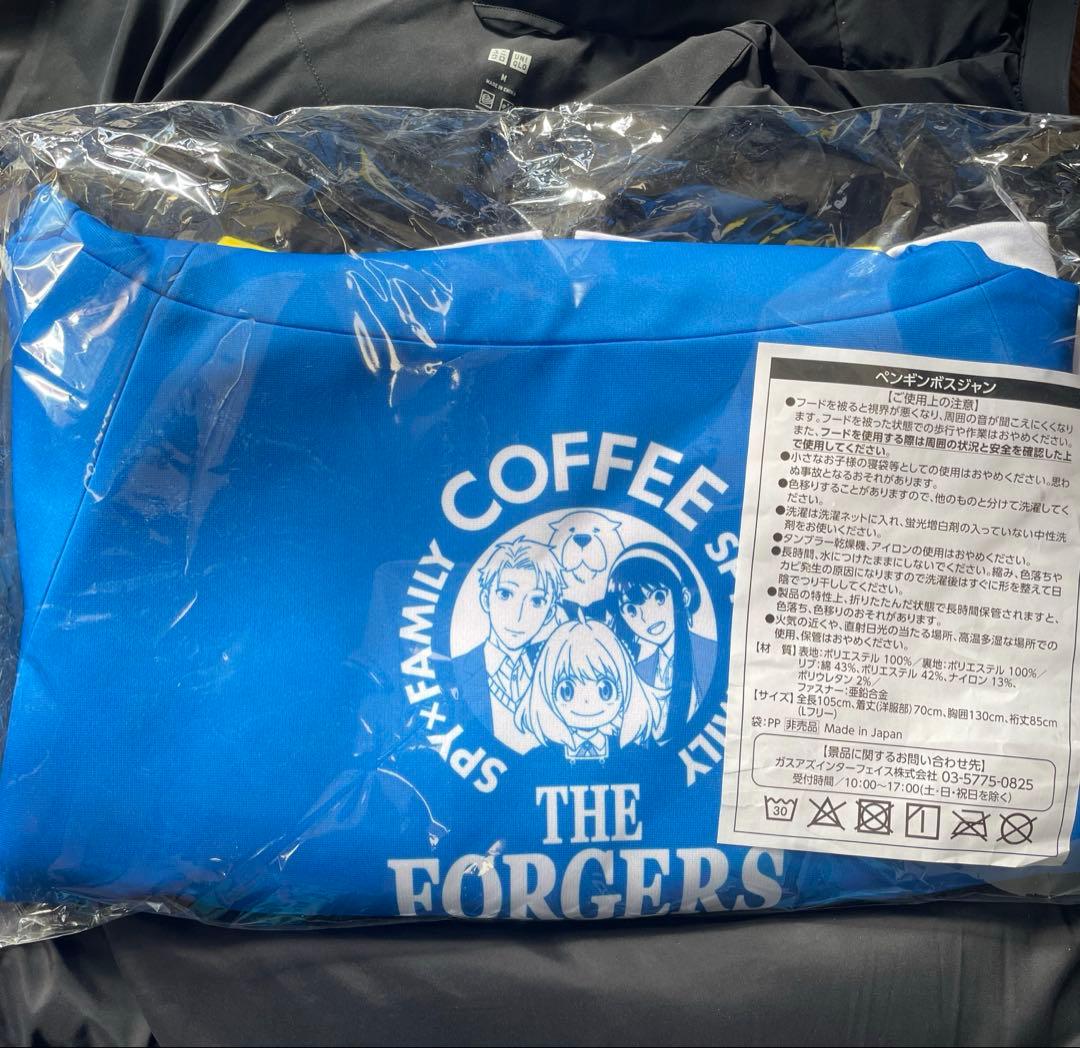 UNI
QLO
M
MADE IN CHINA
COFFEE
SPY×FAMILY
THE
FORGERS
ペンギンボスジャン
【ご使用上の注意】
●フードを被ると視界が悪くなり、周囲の音が聞こえにくくなり
ます。フードを被った状態での歩行や作業はおやめください。
また、フードを使用する際は周囲の状況と安全を確認した上
で使用してください。
●小さなお子様の寝袋等としての使用はおやめください。思わ
ぬ事故となるおそれがあります。
●色移りすることがありますので、他のものと分けて洗濯してく
ださい。
●洗濯は洗濯ネットに入れ、蛍光増白剤の入っていない中性洗
剤をお使いください。
●タンブラー乾燥機、アイロンの使用はおやめください。
●長時間、水につけたままにしないでください。縮み、色落ちや
カビ発生の原因になりますので洗濯後はすぐに形を整えて日
陰でつり干ししてください。
●製品の特性上、折りたたんだ状態で長時間保管されますと、
色落ち、色移りのおそれがあります。
●火気の近くや、直射日光の当たる場所、高温多湿な場所での
使用、保管はおやめください。
【材 質】表地:ポリエステル 100%/裏地:ポリエステル 100%/
リブ:綿 43%、ポリエステル 42%、ナイロン 13%、
ポリウレタン 2%/
ファスナー:亜鉛合金
【サイズ】全長105cm、着丈(洋服部)70cm、胸囲130cm、裄丈85cm
(Lフリー)
袋:PP 非売品 Made in Japan
【景品に関するお問い合わせ先】
ガスアズインターフェイス株式会社 03-5775-0825
受付時間/10:00~17:00(土・日・祝日を除く)
30